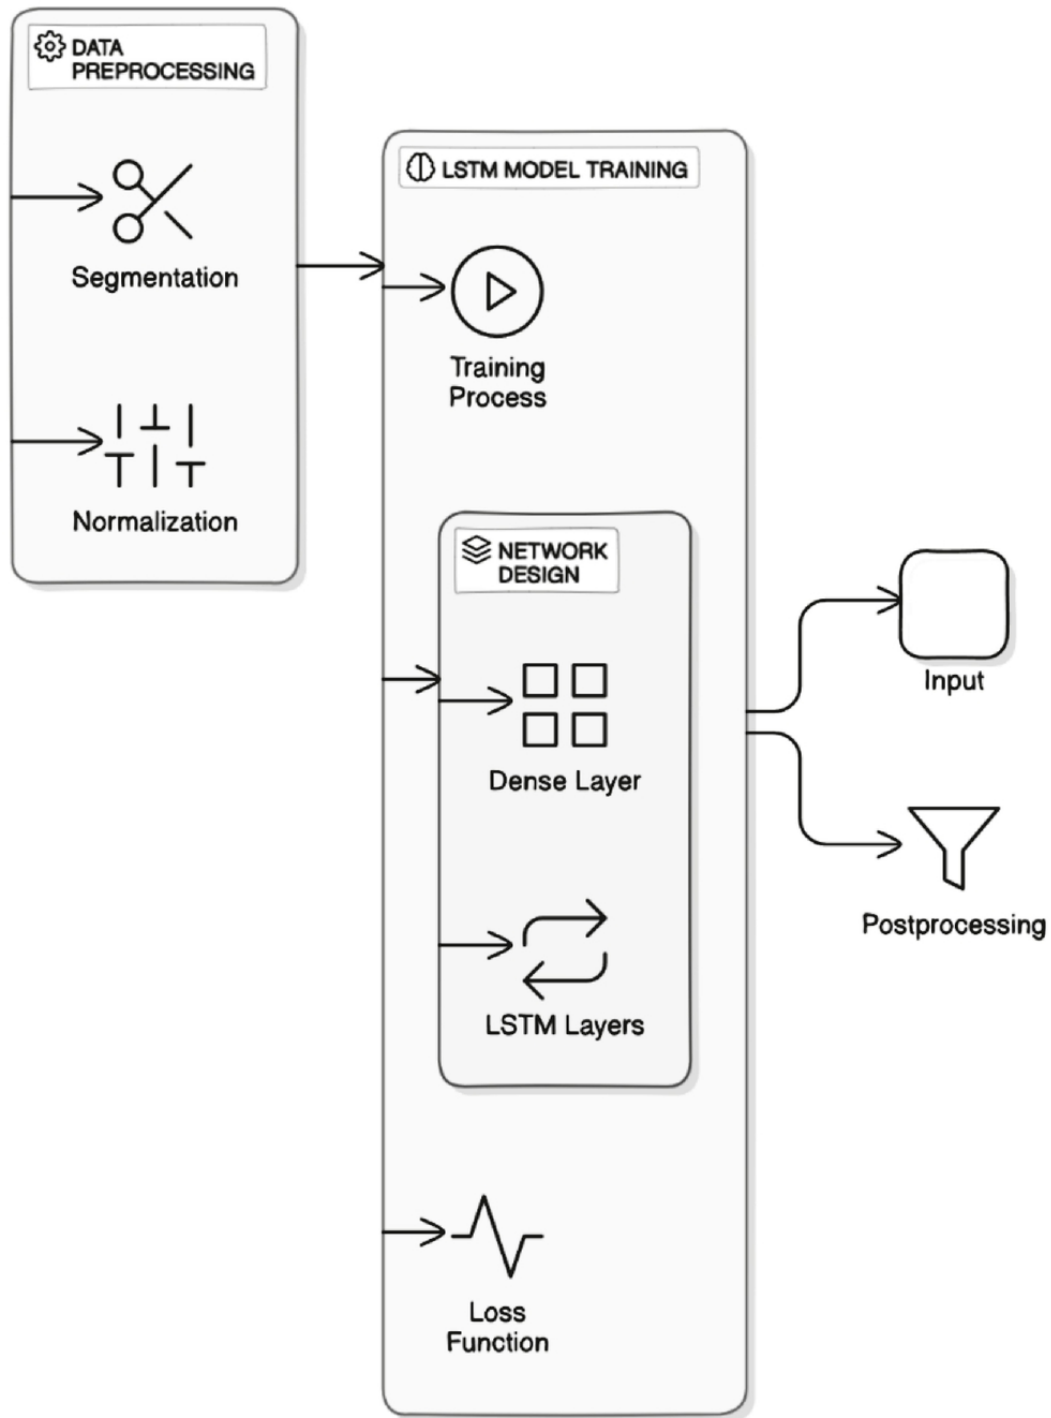 DATA
PREPROCESSING
Segmentation
Normalization
LSTM MODEL TRAINING
Training
Process
NETWORK
DESIGN
Dense Layer
LSTM Layers
Loss
Function
Input
Postprocessing